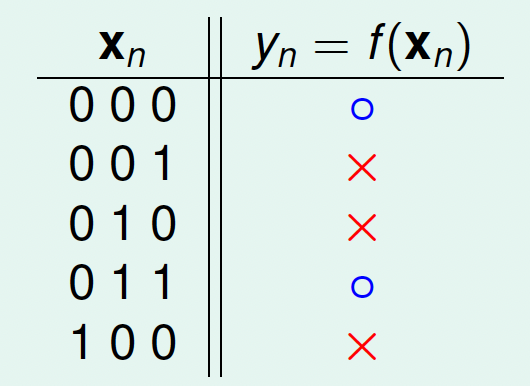 xₙ yₙ = f(xₙ)
0 0 0 ○
0 0 1 ×
0 1 0 ×
0 1 1 ○
1 0 0 ×